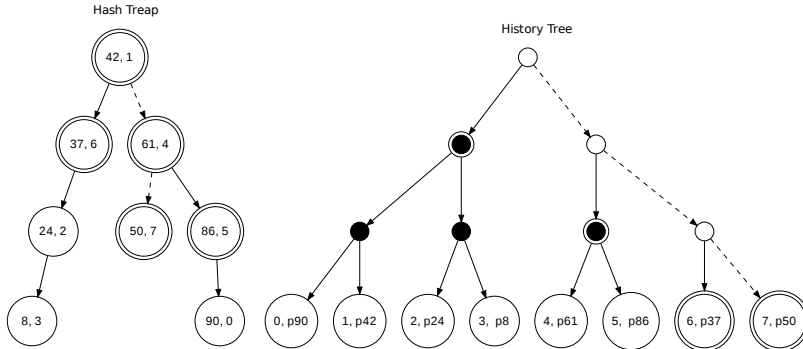 Hash Treap
History Tree
42, 1
37, 6
61, 4
24, 2
50, 7
86, 5
8, 3
90, 0
0, p90
1, p42
2, p24
3, p8
4, p61
5, p86
6, p37
7, p50